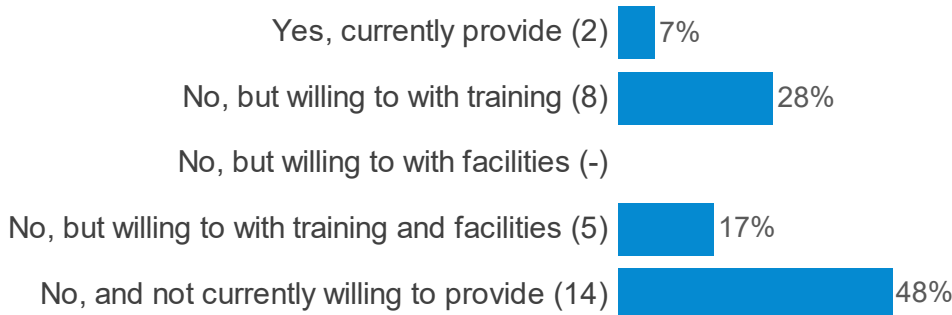 Yes, currently provide (2) 7%
No, but willing to with training (8) 28%
No, but willing to with facilities (-)
No, but willing to with training and facilities (5) 17%
No, and not currently willing to provide (14) 48%